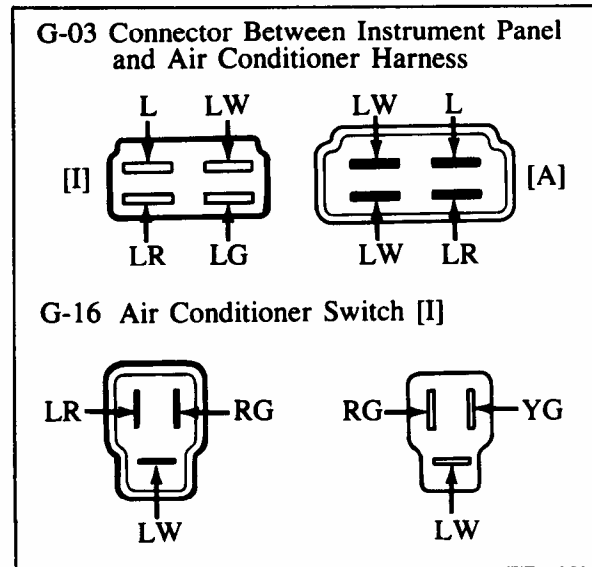 G-03 Connector Between Instrument Panel
and Air Conditioner Harness
L LW LW L
[I] [A]
LR LG LW LR
G-16 Air Conditioner Switch [I]
LR RG RG YG
LW LW